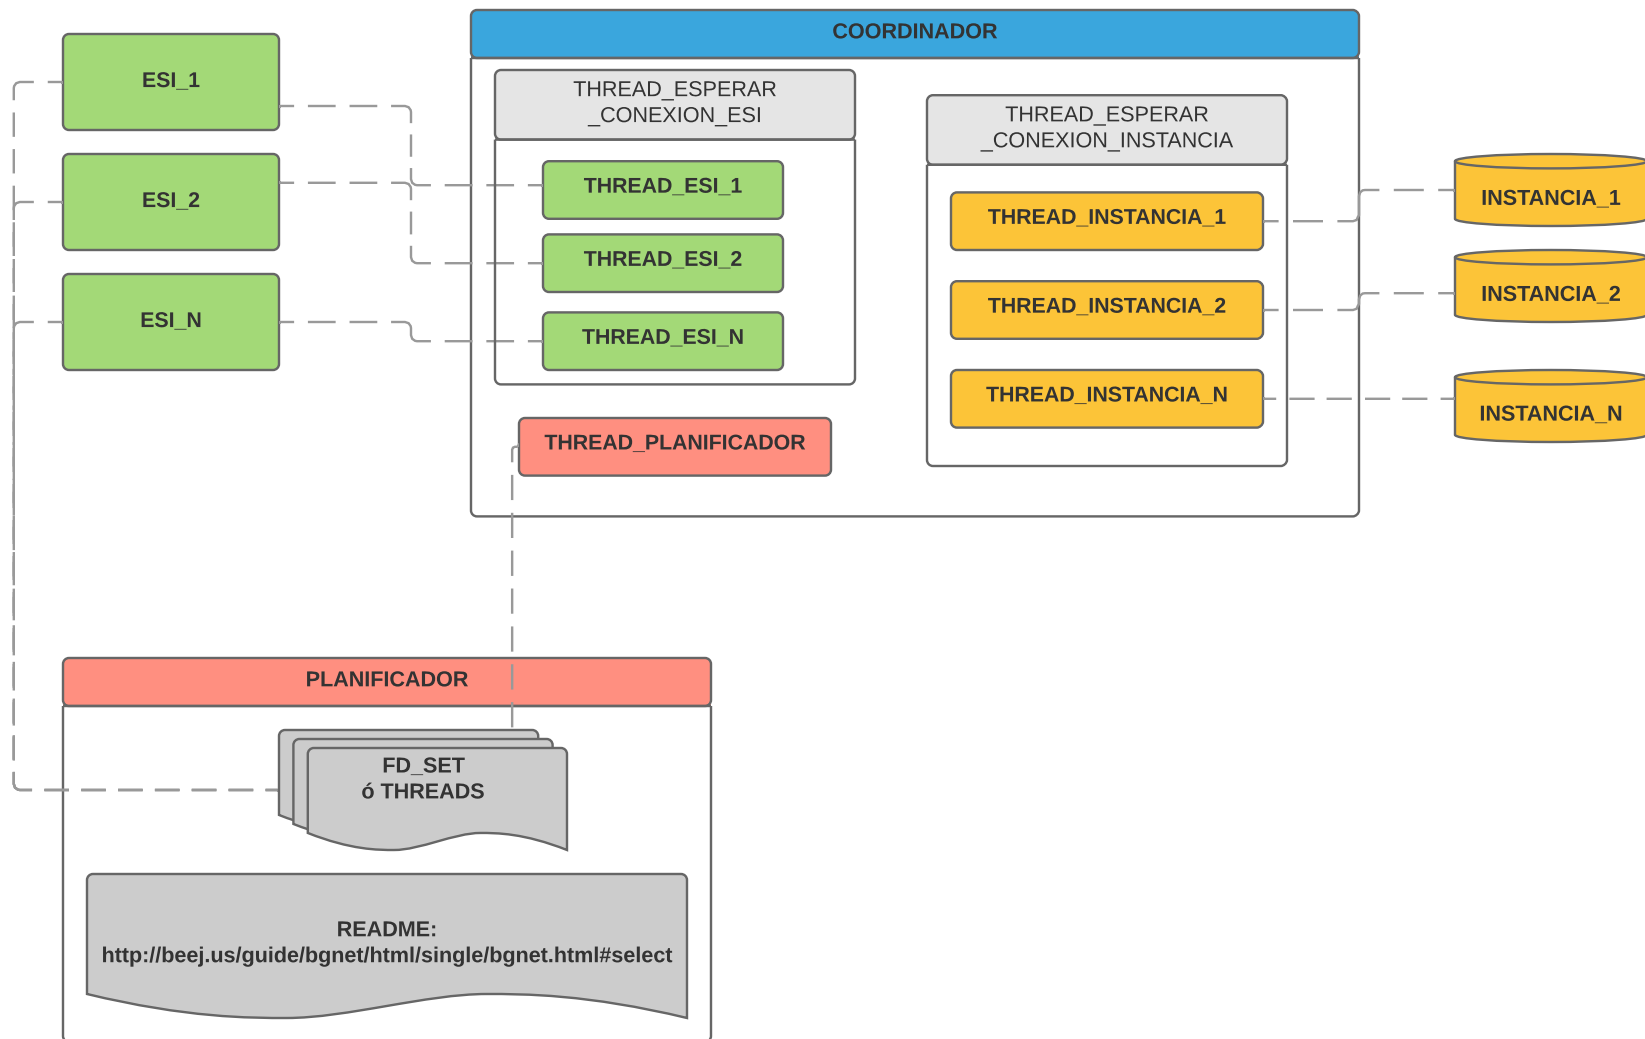 COORDINADOR
ESI_1
ESI_2
ESI_N
THREAD_ESPERAR
_CONEXION_ESI
THREAD_ESI_1
THREAD_ESI_2
THREAD_ESI_N
THREAD_PLANIFICADOR
THREAD_ESPERAR
_CONEXION_INSTANCIA
THREAD_INSTANCIA_1
THREAD_INSTANCIA_2
THREAD_INSTANCIA_N
INSTANCIA_1
INSTANCIA_2
INSTANCIA_N
PLANIFICADOR
FD_SET
ó THREADS
README:
http://beej.us/guide/bgnet/html/single/bgnet.html#select